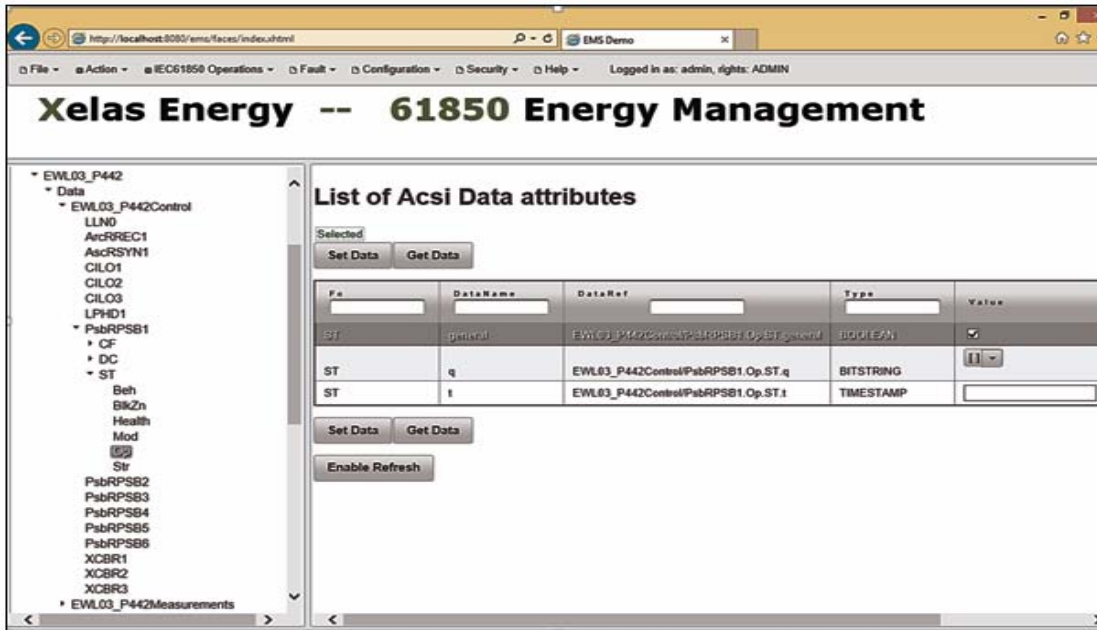 http://localhost:8080/ems/faces/index.xhtml
EMS Demo
File
Action
IEC61850 Operations
Fault
Configuration
Security
Help
Logged in as: admin, rights: ADMIN
Xelas Energy -- 61850 Energy Management
EWL03_P442
Data
EWL03_P442Control
LLN0
ArcRREC1
AscRSYN1
CILO1
CILO2
CILO3
LPHD1
PsbRPSB1
CF
DC
ST
Beh
BlkZn
Health
Mod
Op
Str
PsbRPSB2
PsbRPSB3
PsbRPSB4
PsbRPSB5
PsbRPSB6
XCBR1
XCBR2
XCBR3
EWL03_P442Measurements
List of Acsi Data attributes
Selected
Set Data Get Data
Fc DataName DataRef Type Value
ST general EWL03_P442Control/PsbRPSB1.Op.ST.general BOOLEAN
ST q EWL03_P442Control/PsbRPSB1.Op.ST.q BITSTRING []
ST t EWL03_P442Control/PsbRPSB1.Op.ST.t TIMESTAMP
Set Data Get Data
Enable Refresh